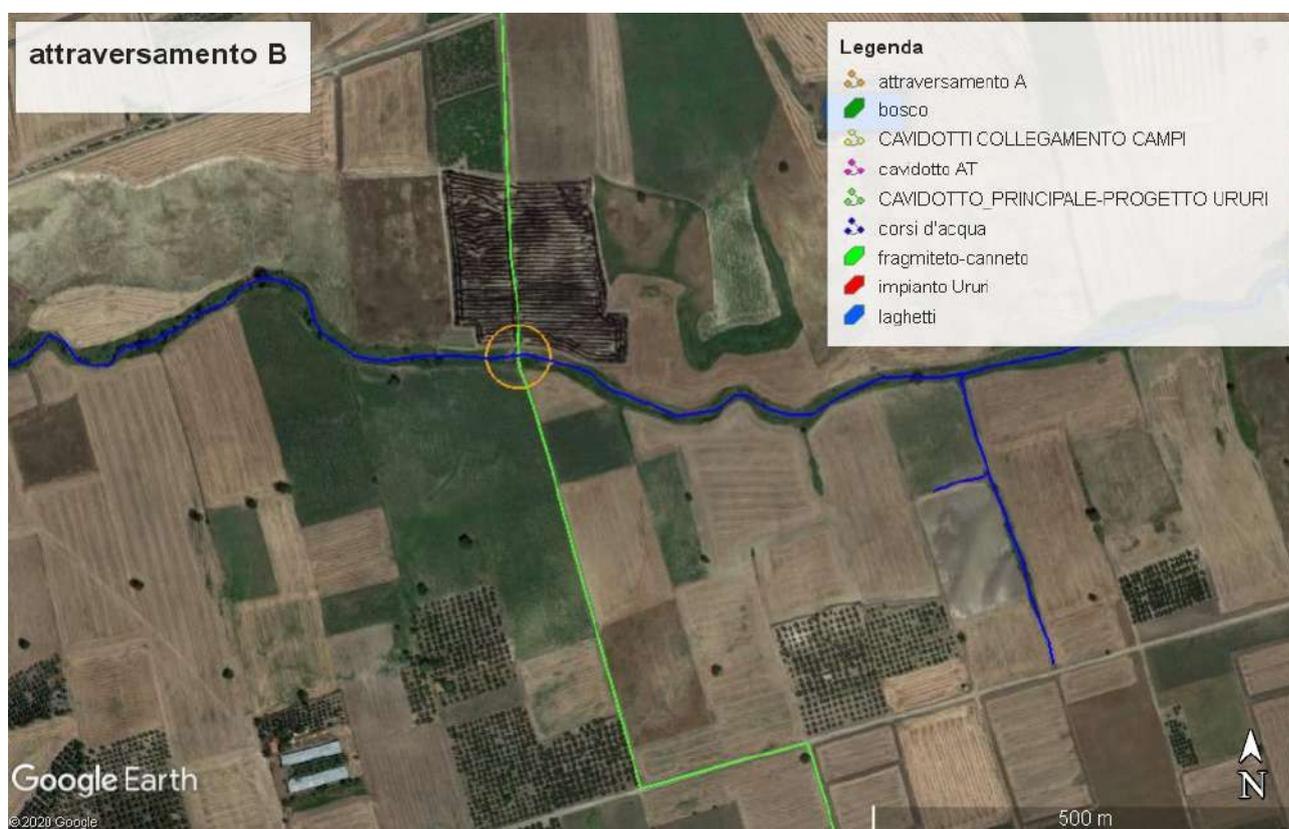 attraversamento B
Legenda
attraversamento A
bosco
CAVIDOTTI COLLEGAMENTO CAMPI
cavidotto AT
CAVIDOTTO_PRINCIPALE-PROGETTO URURI
corsi d'acqua
fragmiteto-canneto
impianto Ururi
laghetti
Google Earth
© 2020 Google
500 m
N